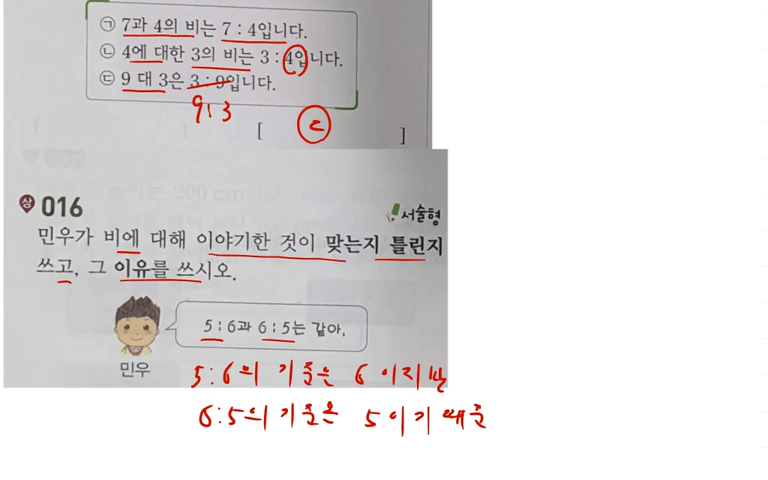 ㉠ 7과 4의 비는 7 : 4입니다.
㉡ 4에 대한 3의 비는 3 : 4입니다.
㉢ 9 대 3은 3 : 9입니다.
9 : 3
[ ㄷ ]
상 016
서술형
민우가 비에 대해 이야기한 것이 맞는지 틀린지
쓰고, 그 이유를 쓰시오.
5 : 6과 6 : 5는 같아.
민우
5 : 6의 기준은 6 이지만
6 : 5의 기준은 5 이기 때문